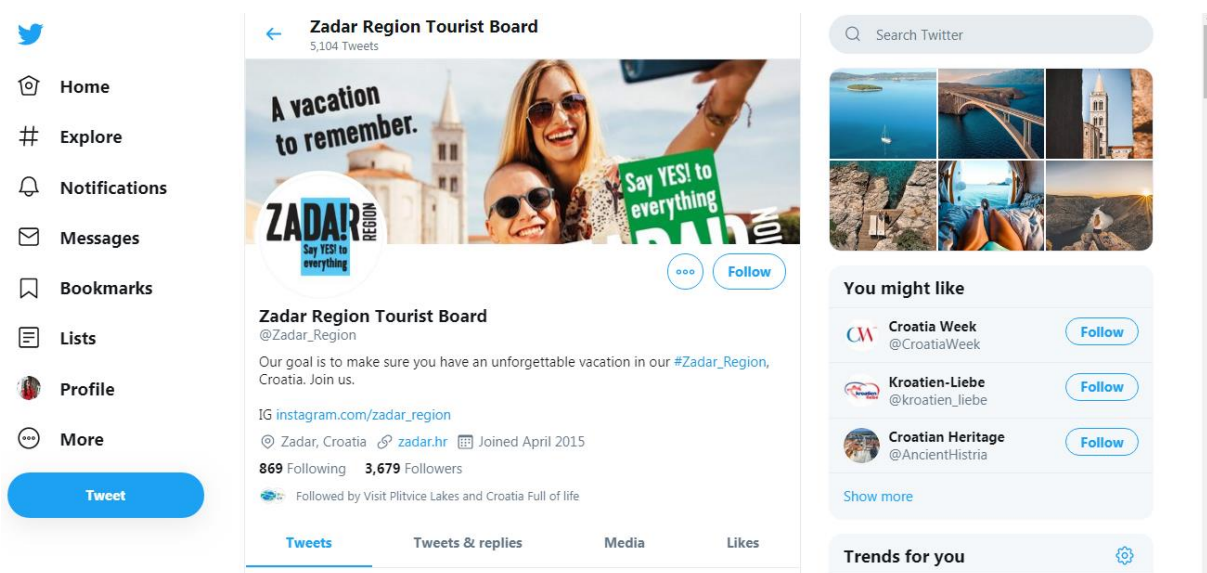 Home
Explore
Notifications
Messages
Bookmarks
Lists
Profile
More
Tweet
Zadar Region Tourist Board
5,104 Tweets
A vacation
to remember.
Say YES! to
everything
ZADAR!
REGION
Say YES! to
everything
Follow
Zadar Region Tourist Board
@Zadar_Region
Our goal is to make sure you have an unforgettable vacation in our #Zadar_Region,
Croatia. Join us.
IG instagram.com/zadar_region
Zadar, Croatia zadar.hr Joined April 2015
869 Following 3,679 Followers
Followed by Visit Plitvice Lakes and Croatia Full of life
Tweets Tweets & replies Media Likes
Search Twitter
You might like
Croatia Week
@CroatiaWeek
Follow
Kroatien-Liebe
@kroatien_liebe
Follow
Croatian Heritage
@AncientHistria
Follow
Show more
Trends for you